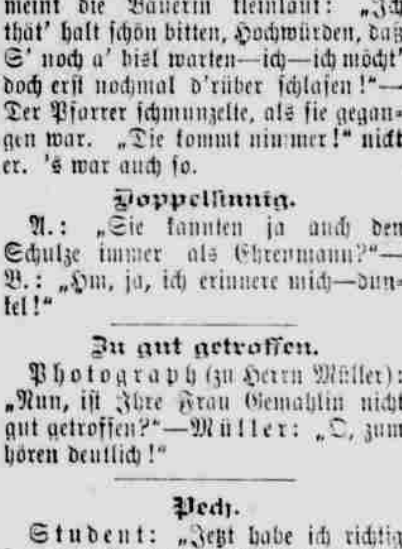 meint die Bäuerin kleinlaut: „Ich
thät' halt schön bitten, Hochwürden, daß
S' noch a' bisl warten—ich—ich möcht'
doch erst nochmal d'rüber schlafen!"—
Der Pfarrer schmunzelte, als sie gegan-
gen war. „Die kommt nimmer!" nickt
er. 's war auch so.
Doppelsinnig.
A.: „Sie kannten ja auch den
Schulze immer als Ehrenmann?"—
B.: „Hm, ja, ich erinnere mich—dun-
kel!"
Zu gut getroffen.
Photograph (zu Herrn Müller):
„Nun, ist Ihre Frau Gemahlin nicht
gut getroffen?"—Müller: „O, zum
hören deutlich!"
Pech.
Student: „Jetzt habe ich richtig